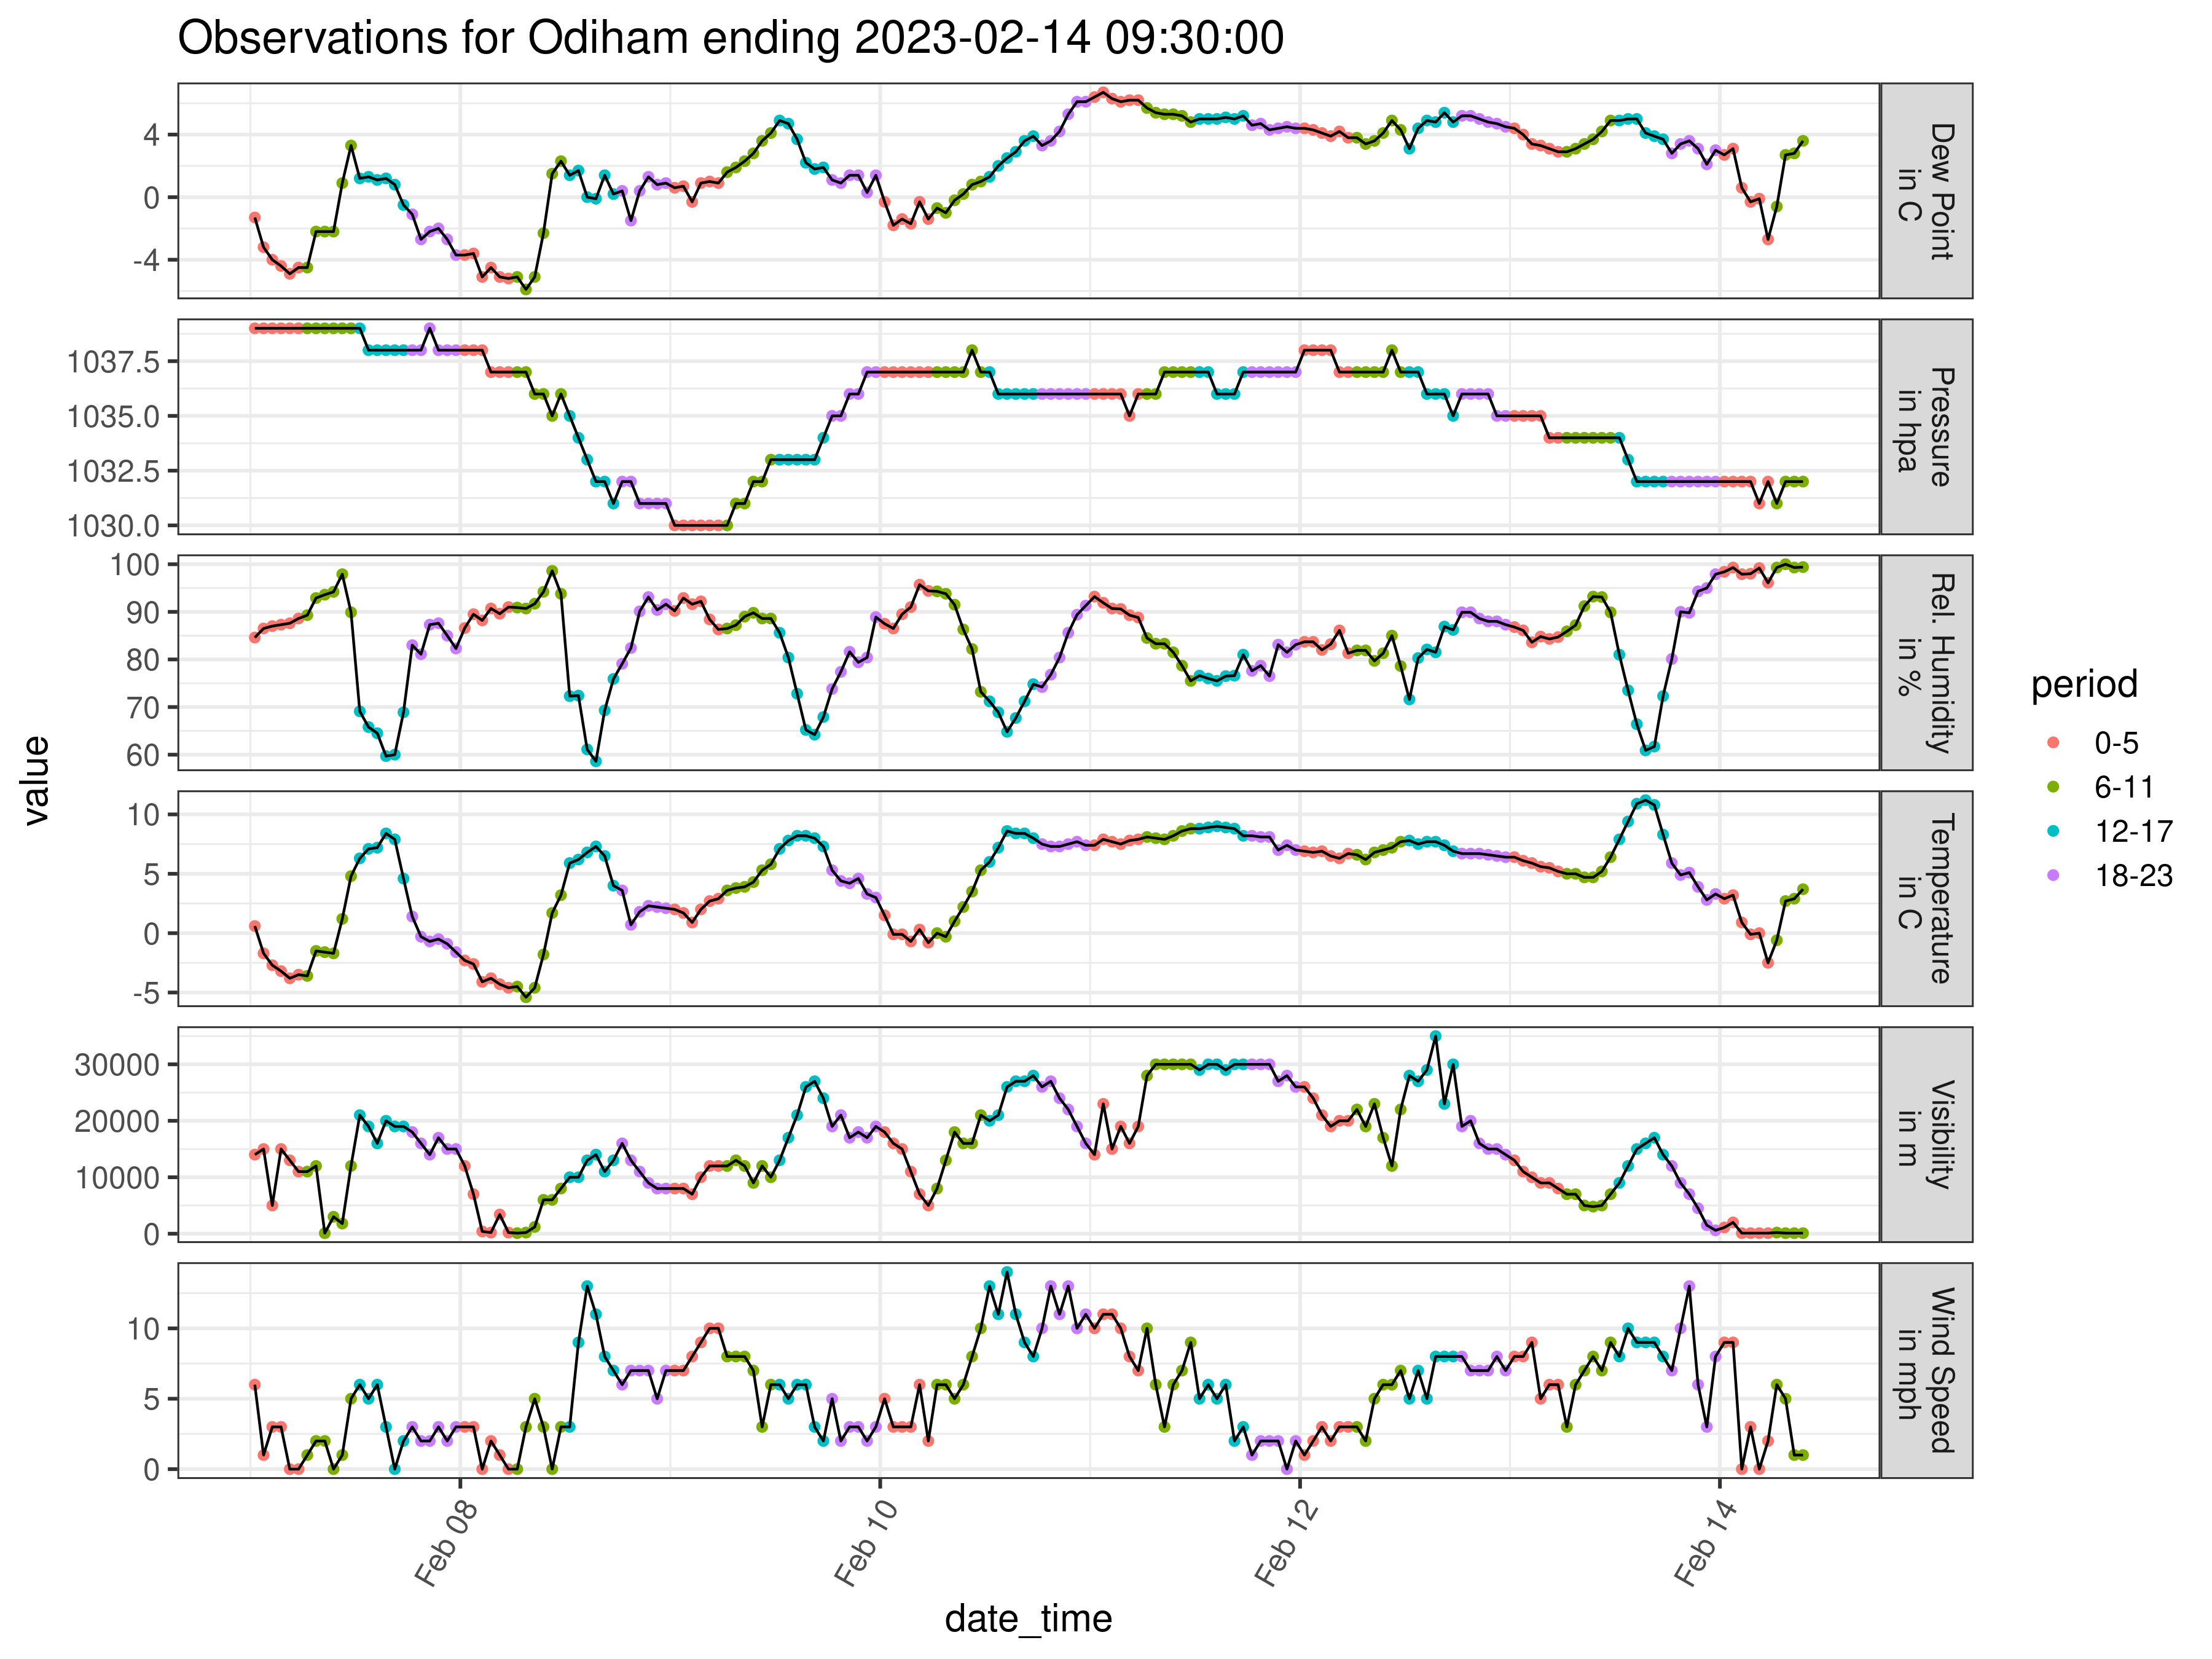 Observations for Odiham ending 2023-02-14 09:30:00
value
4
0
-4
Dew Point
in C
1037.5
1035.0
1032.5
1030.0
Pressure
in hpa
100
90
80
70
60
Rel. Humidity
in %
10
5
0
-5
Temperature
in C
30000
20000
10000
0
Visibility
in m
10
5
0
Wind Speed
in mph
Feb 08
Feb 10
Feb 12
Feb 14
date_time
period
0-5
6-11
12-17
18-23